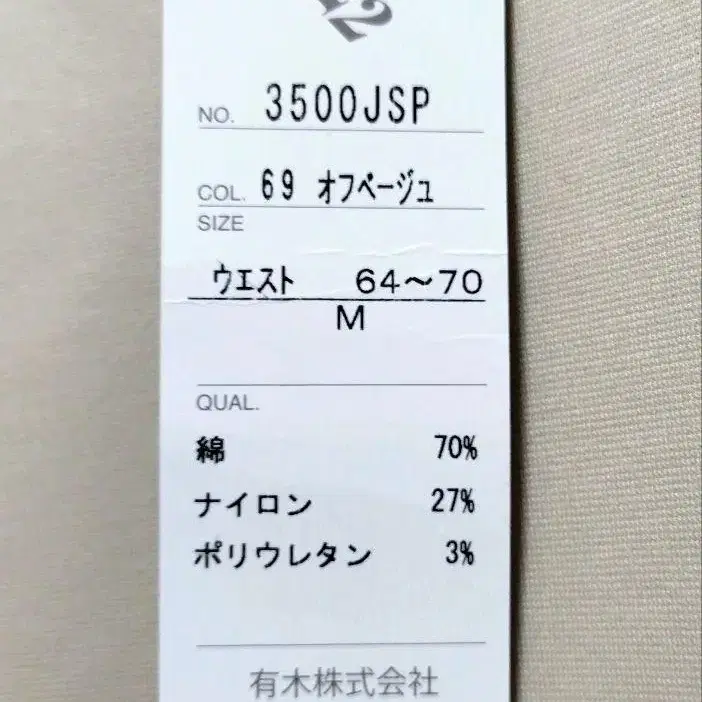 NO. 3500JSP
COL. 69 オフベージュ
SIZE
ウエスト 64～70
M
QUAL.
綿 70%
ナイロン 27%
ポリウレタン 3%
有木株式会社